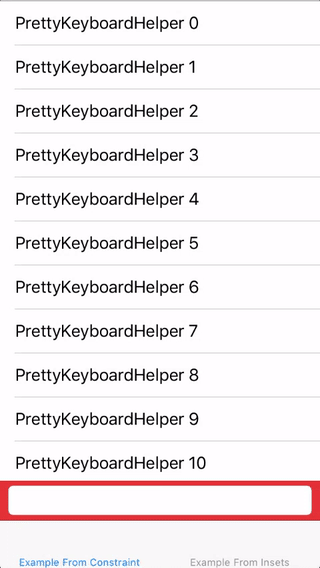 PrettyKeyboardHelper 0
PrettyKeyboardHelper 1
PrettyKeyboardHelper 2
PrettyKeyboardHelper 3
PrettyKeyboardHelper 4
PrettyKeyboardHelper 5
PrettyKeyboardHelper 6
PrettyKeyboardHelper 7
PrettyKeyboardHelper 8
PrettyKeyboardHelper 9
PrettyKeyboardHelper 10
Example From Constraint
Example From Insets